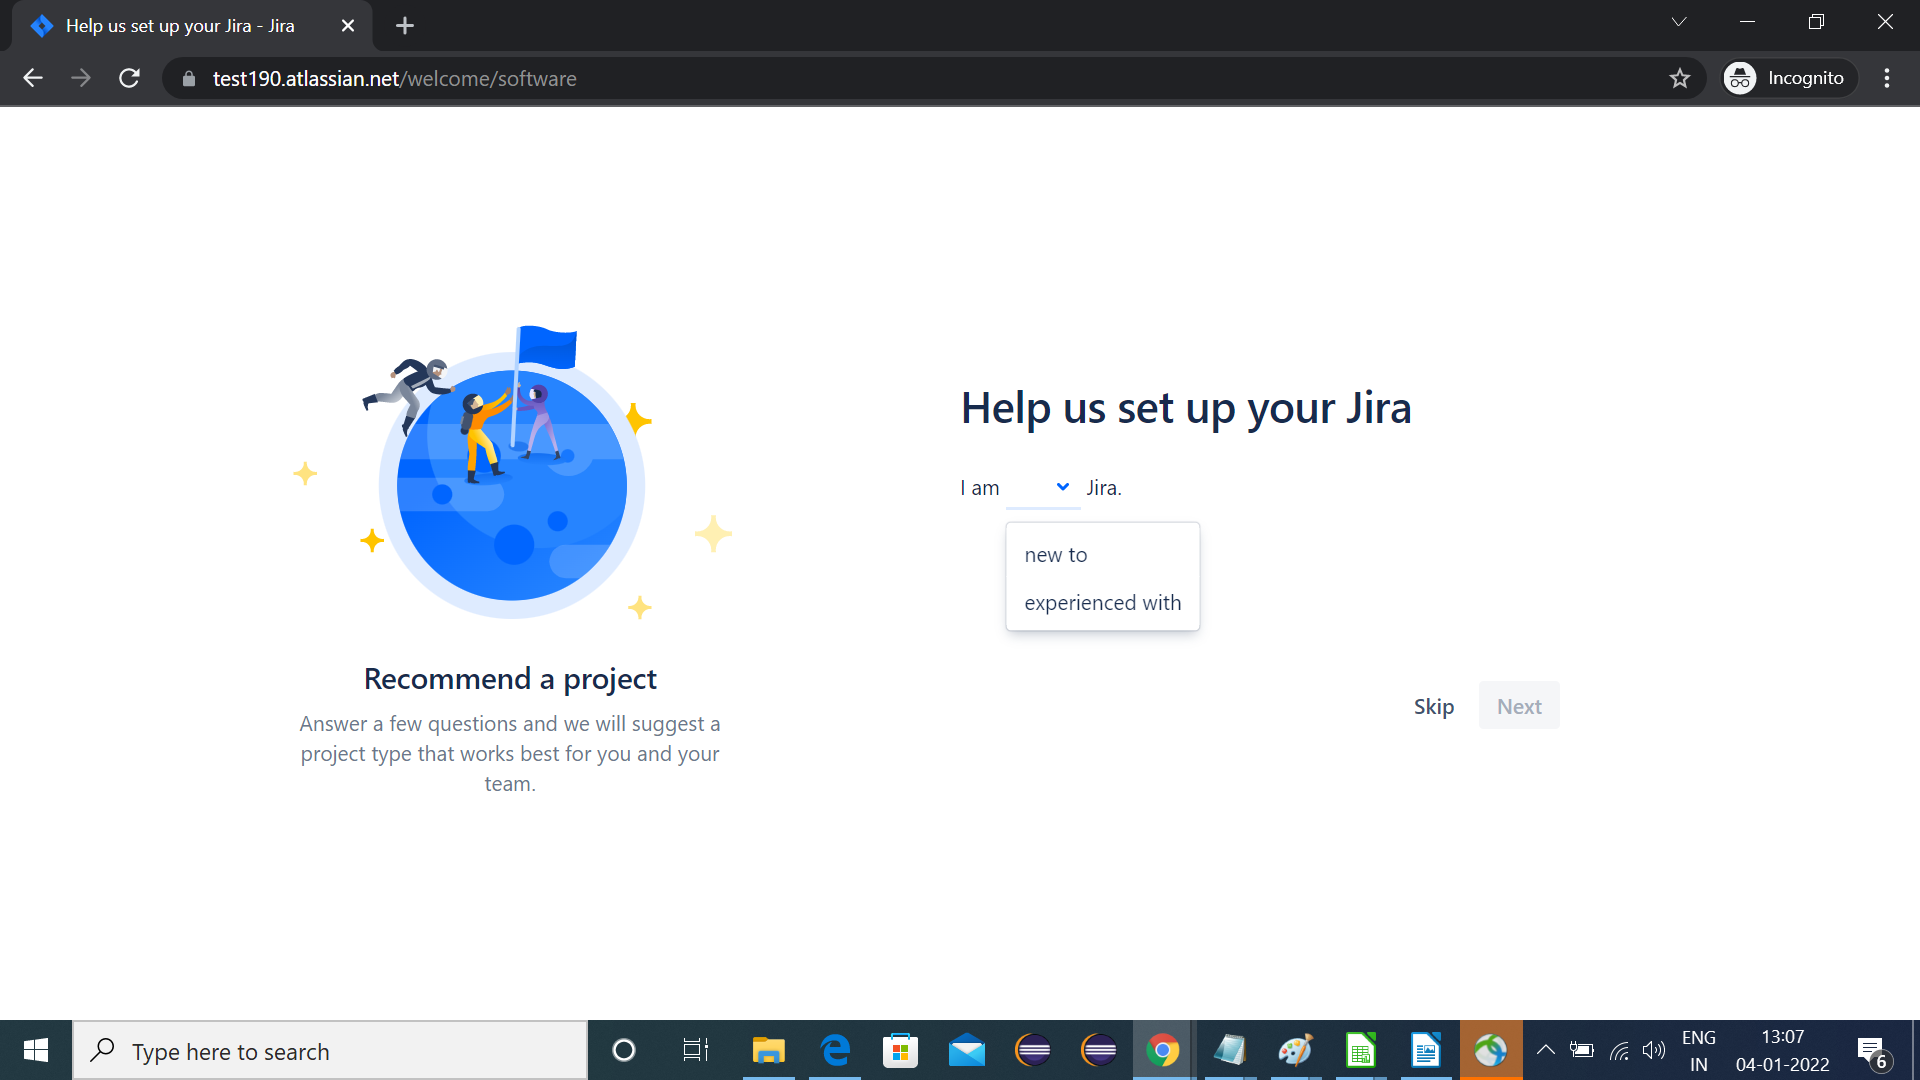 Help us set up your Jira - Jira
test190.atlassian.net/welcome/software
Incognito
Help us set up your Jira
I am Jira.
new to
experienced with
Recommend a project
Answer a few questions and we will suggest a
project type that works best for you and your
team.
Skip
Next
Type here to search
ENG
IN
13:07
04-01-2022
6